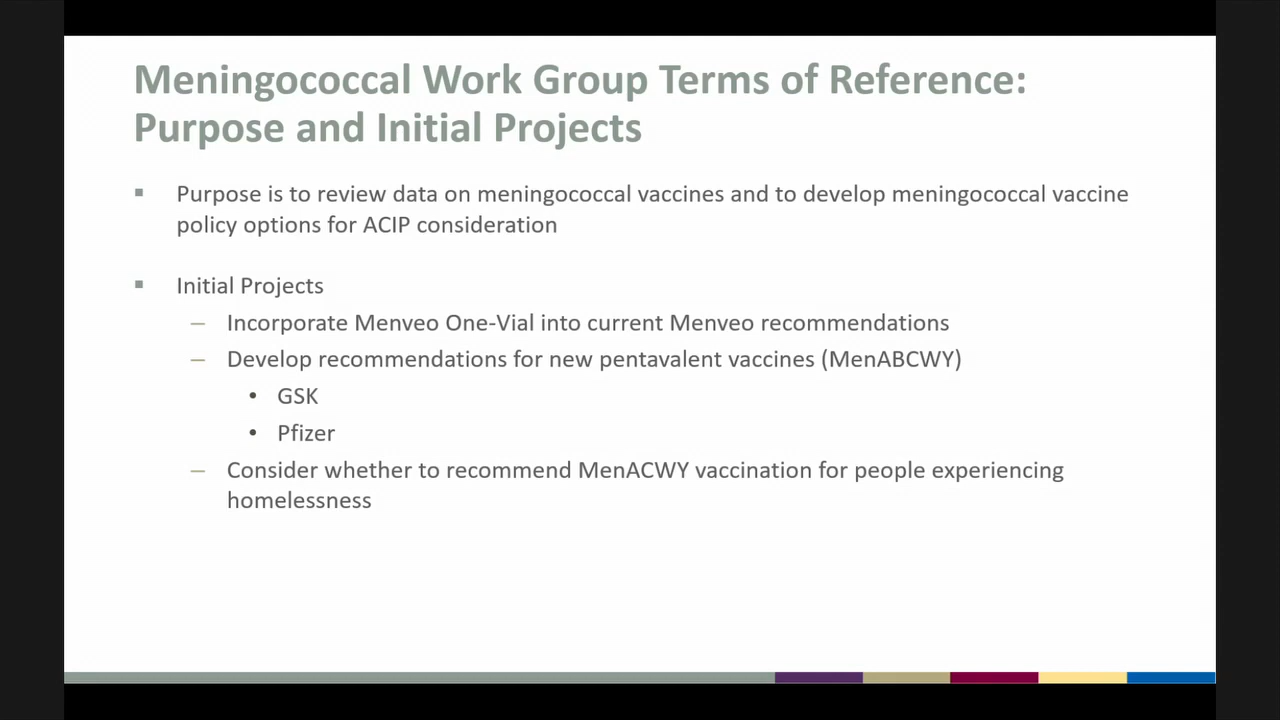 Meningococcal Work Group Terms of Reference:
Purpose and Initial Projects
▪ Purpose is to review data on meningococcal vaccines and to develop meningococcal vaccine
policy options for ACIP consideration
▪ Initial Projects
– Incorporate Menveo One-Vial into current Menveo recommendations
– Develop recommendations for new pentavalent vaccines (MenABCWY)
• GSK
• Pfizer
– Consider whether to recommend MenACWY vaccination for people experiencing
homelessness